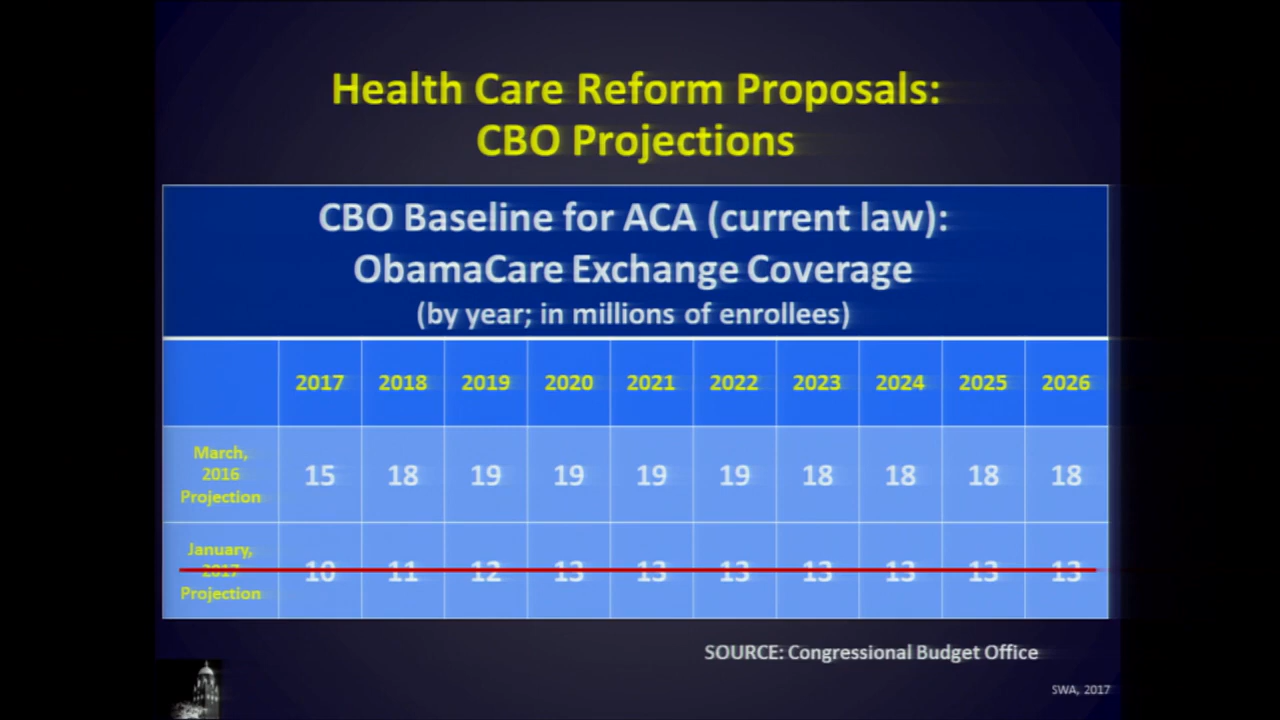 Health Care Reform Proposals:
CBO Projections
CBO Baseline for ACA (current law):
ObamaCare Exchange Coverage
(by year; in millions of enrollees)
2017 2018 2019 2020 2021 2022 2023 2024 2025 2026
March,
2016
Projection
15 18 19 19 19 19 18 18 18 18
January,
2017
Projection
10 11 12 13 13 13 13 13 13 13
SOURCE: Congressional Budget Office
SWA, 2017